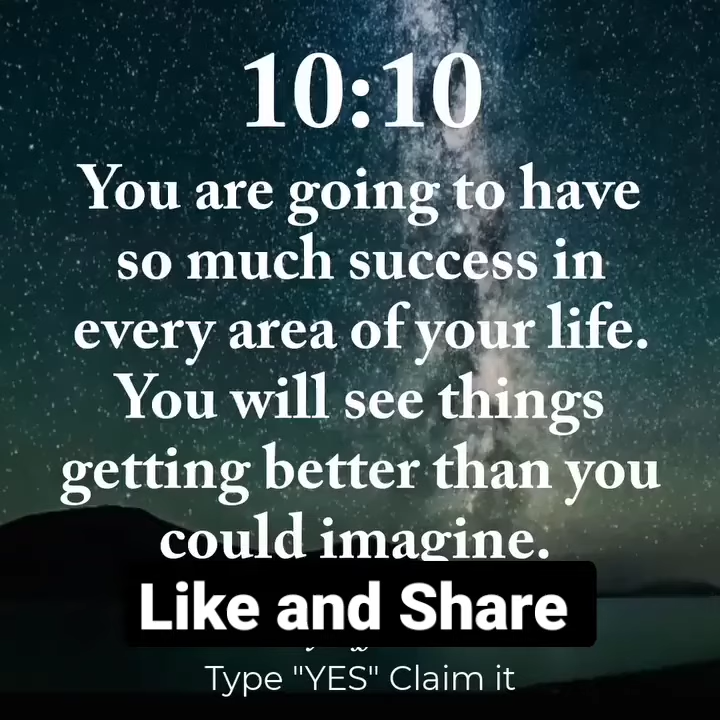 10:10
You are going to have
so much success in
every area of your life.
You will see things
getting better than you
could imagine.
Like and Share
Type "YES" Claim it